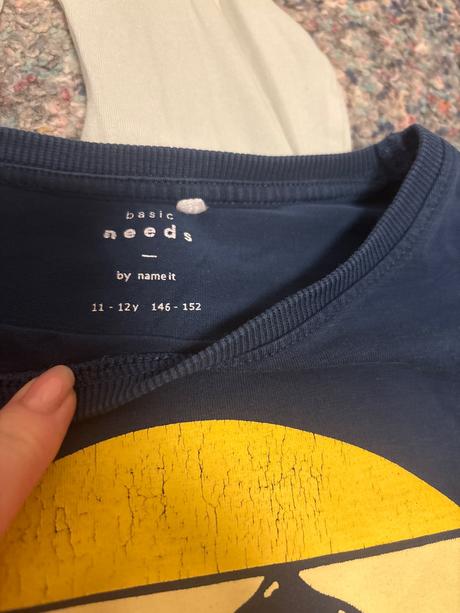 basic
needs
—
by name it
11 - 12y 146 - 152